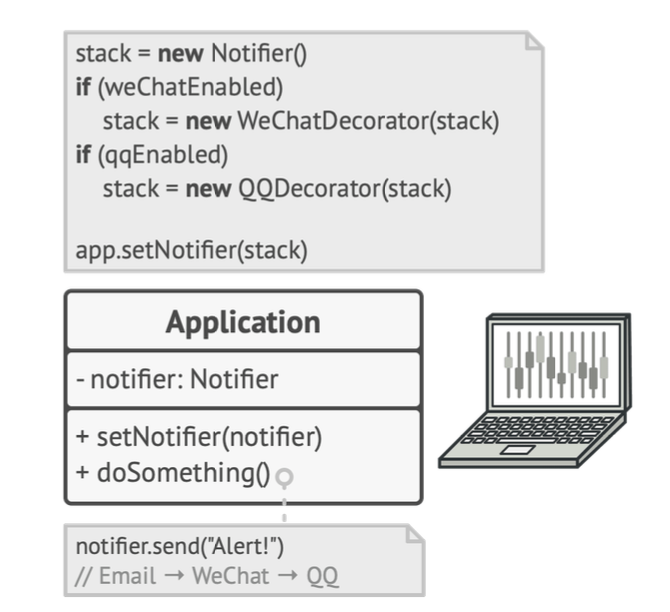 stack = new Notifier()
if (weChatEnabled)
stack = new WeChatDecorator(stack)
if (qqEnabled)
stack = new QQDecorator(stack)
app.setNotifier(stack)
Application
- notifier: Notifier
+ setNotifier(notifier)
+ doSomething()
notifier.send("Alert!")
// Email → WeChat → QQ